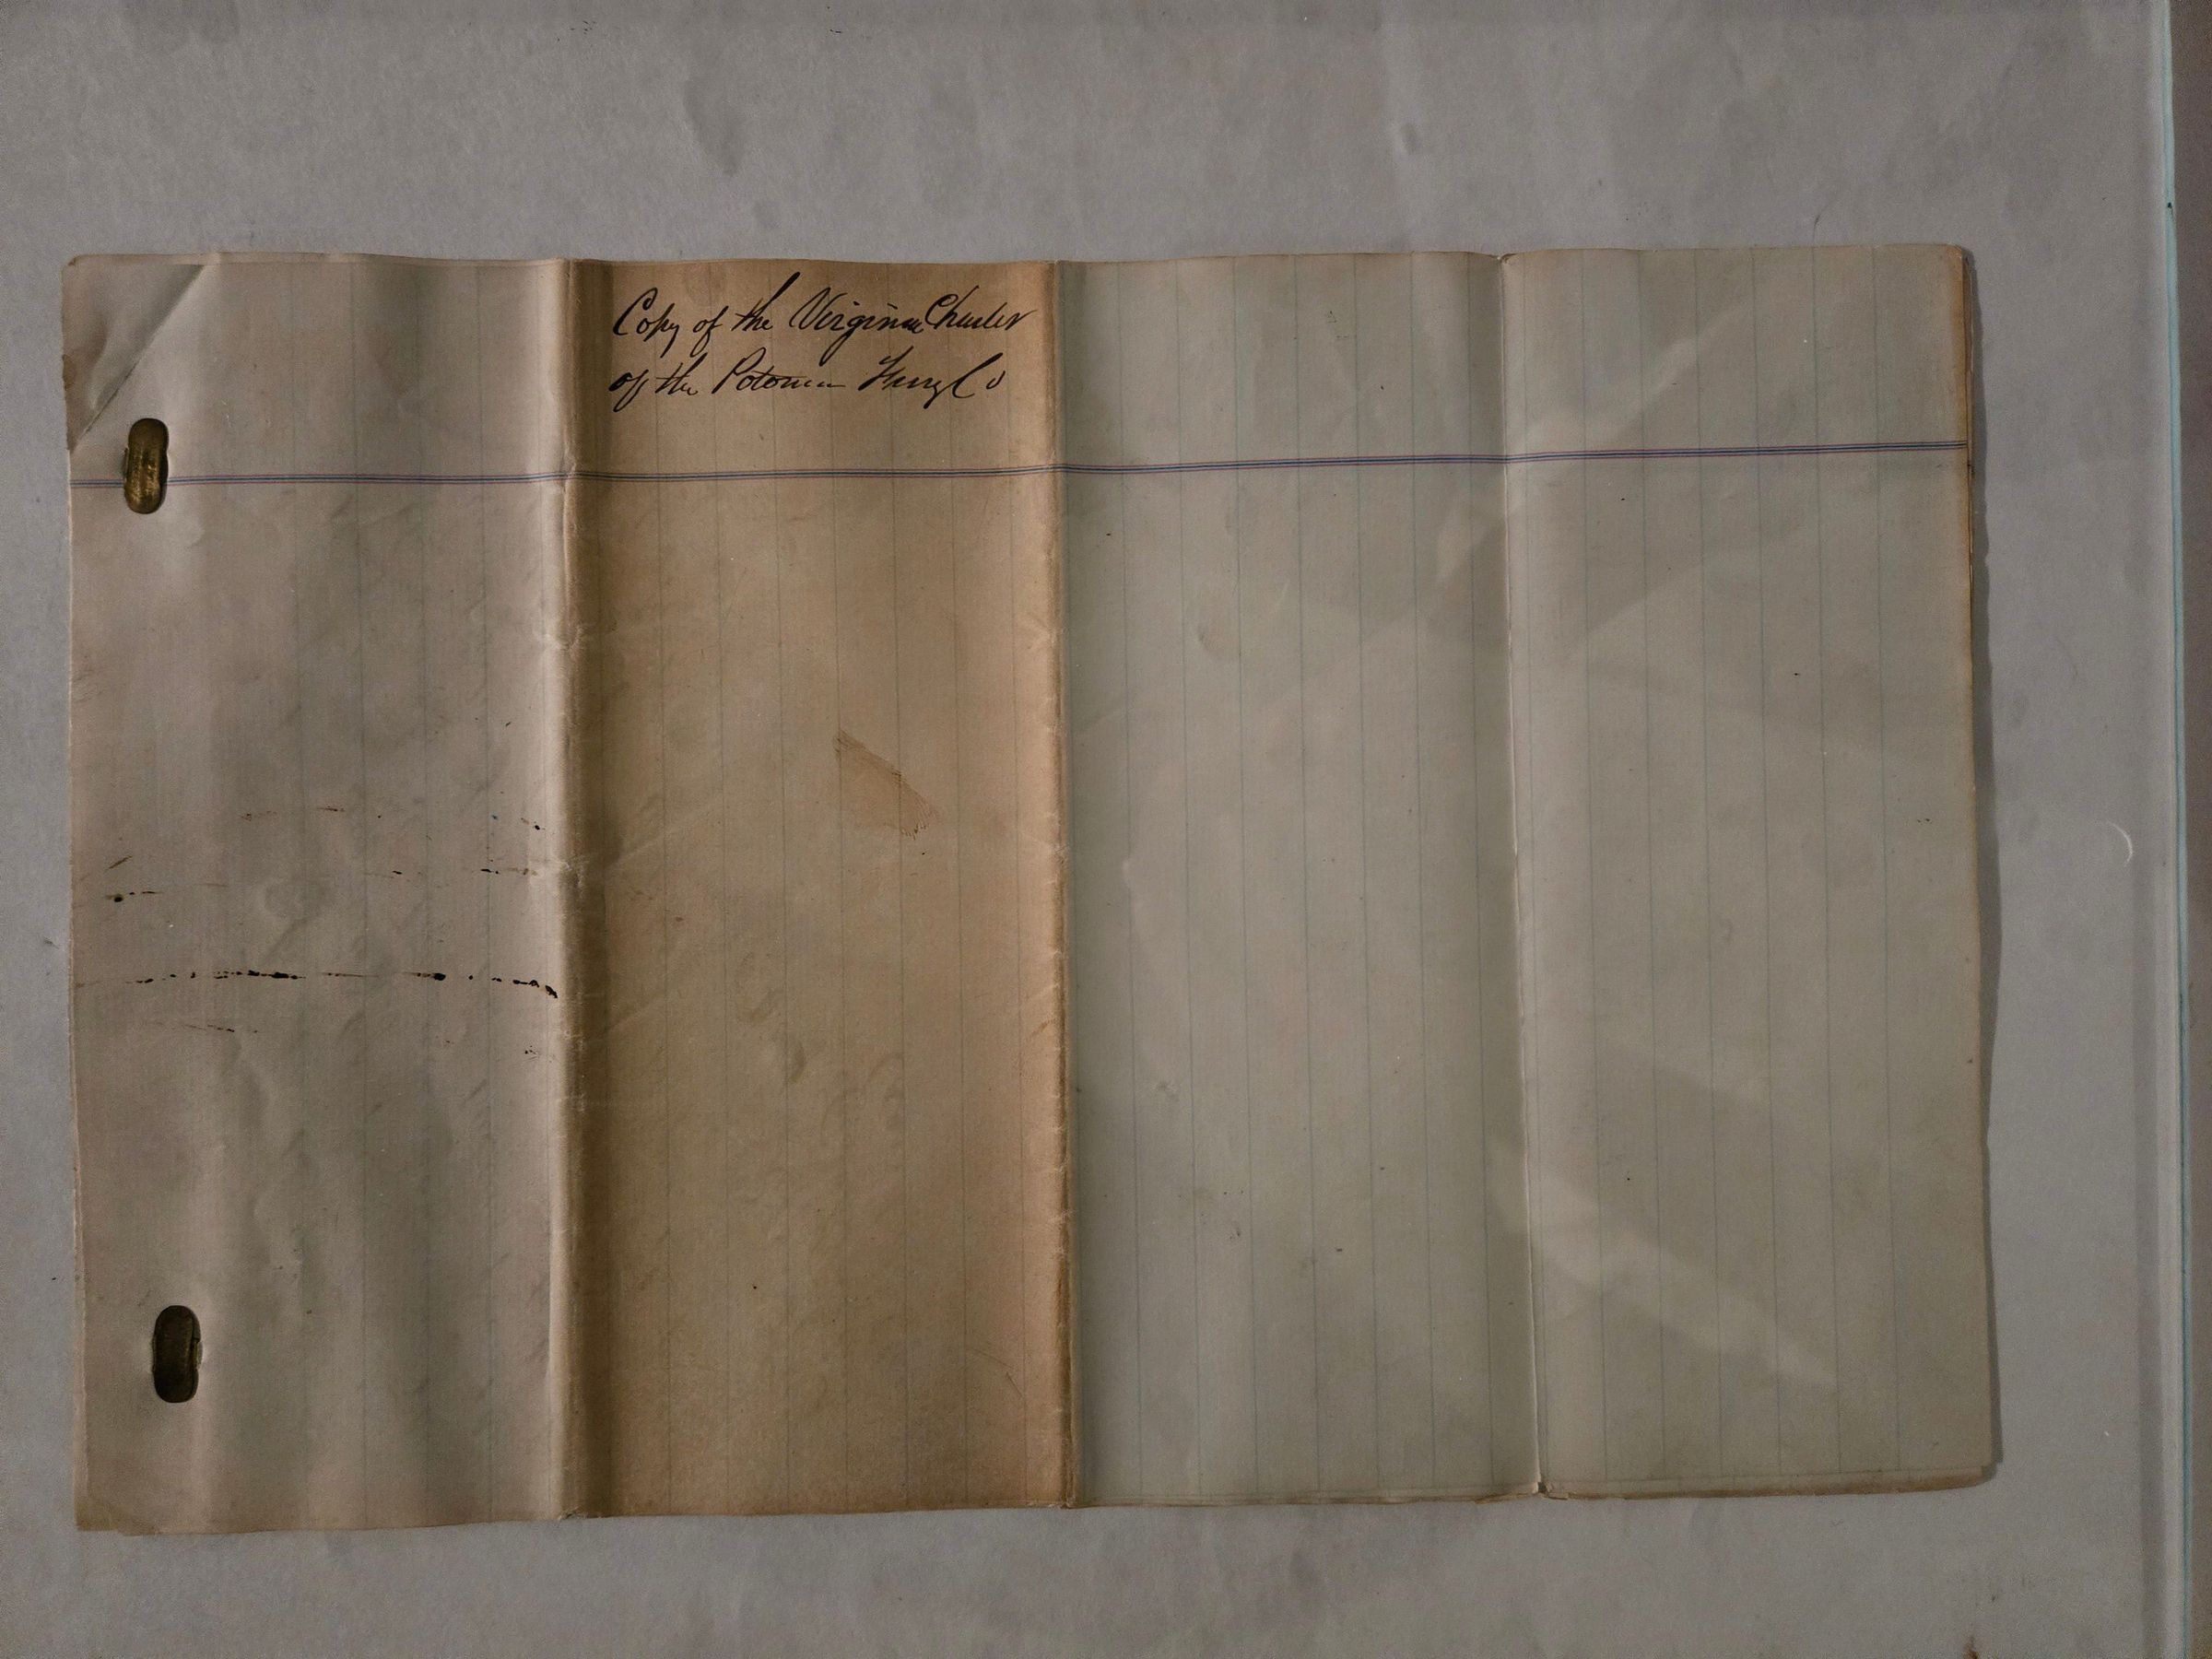 Copy of the Virginia Charter
of the Potomac Ferry Co